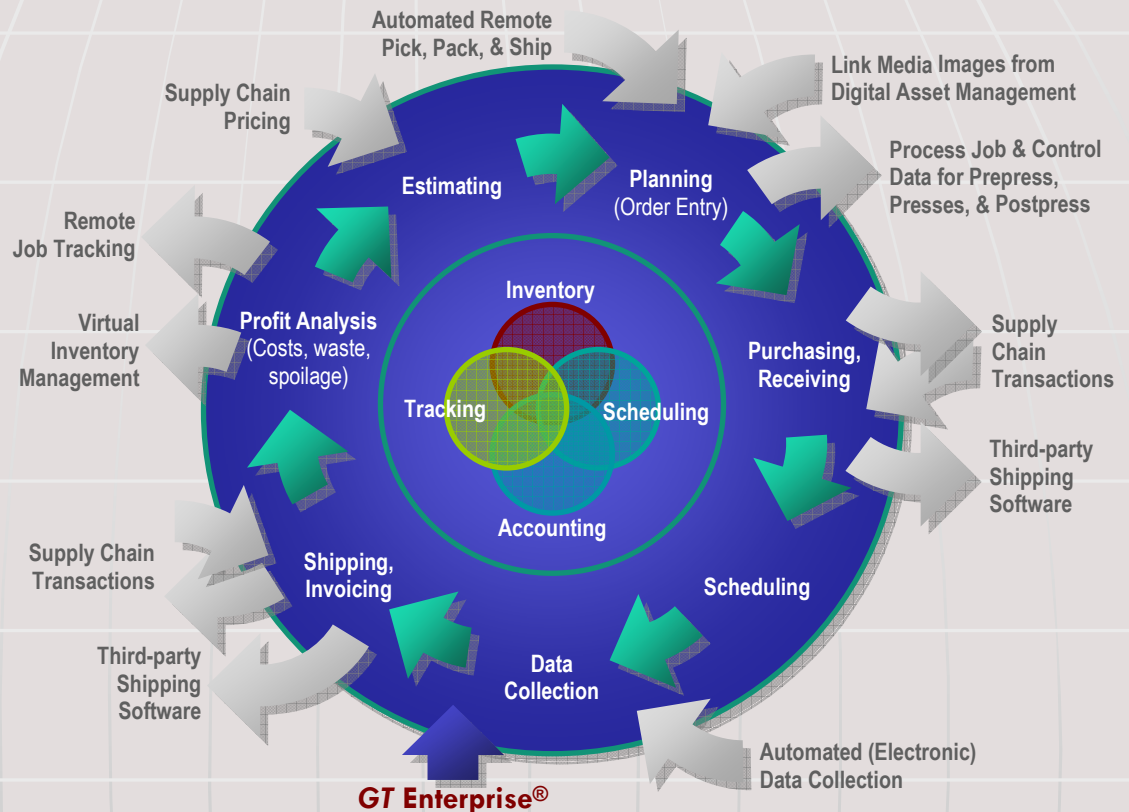 Automated Remote
Pick, Pack, & Ship
Link Media Images from
Digital Asset Management
Supply Chain
Pricing
Process Job & Control
Data for Prepress,
Presses, & Postpress
Estimating
Planning
(Order Entry)
Remote
Job Tracking
Inventory
Virtual
Inventory
Management
Profit Analysis
(Costs, waste,
spoilage)
Purchasing,
Receiving
Supply
Chain
Transactions
Tracking
Scheduling
Third-party
Shipping
Software
Accounting
Supply Chain
Transactions
Shipping,
Invoicing
Scheduling
Third-party
Shipping
Software
Data
Collection
Automated (Electronic)
Data Collection
GT Enterprise®